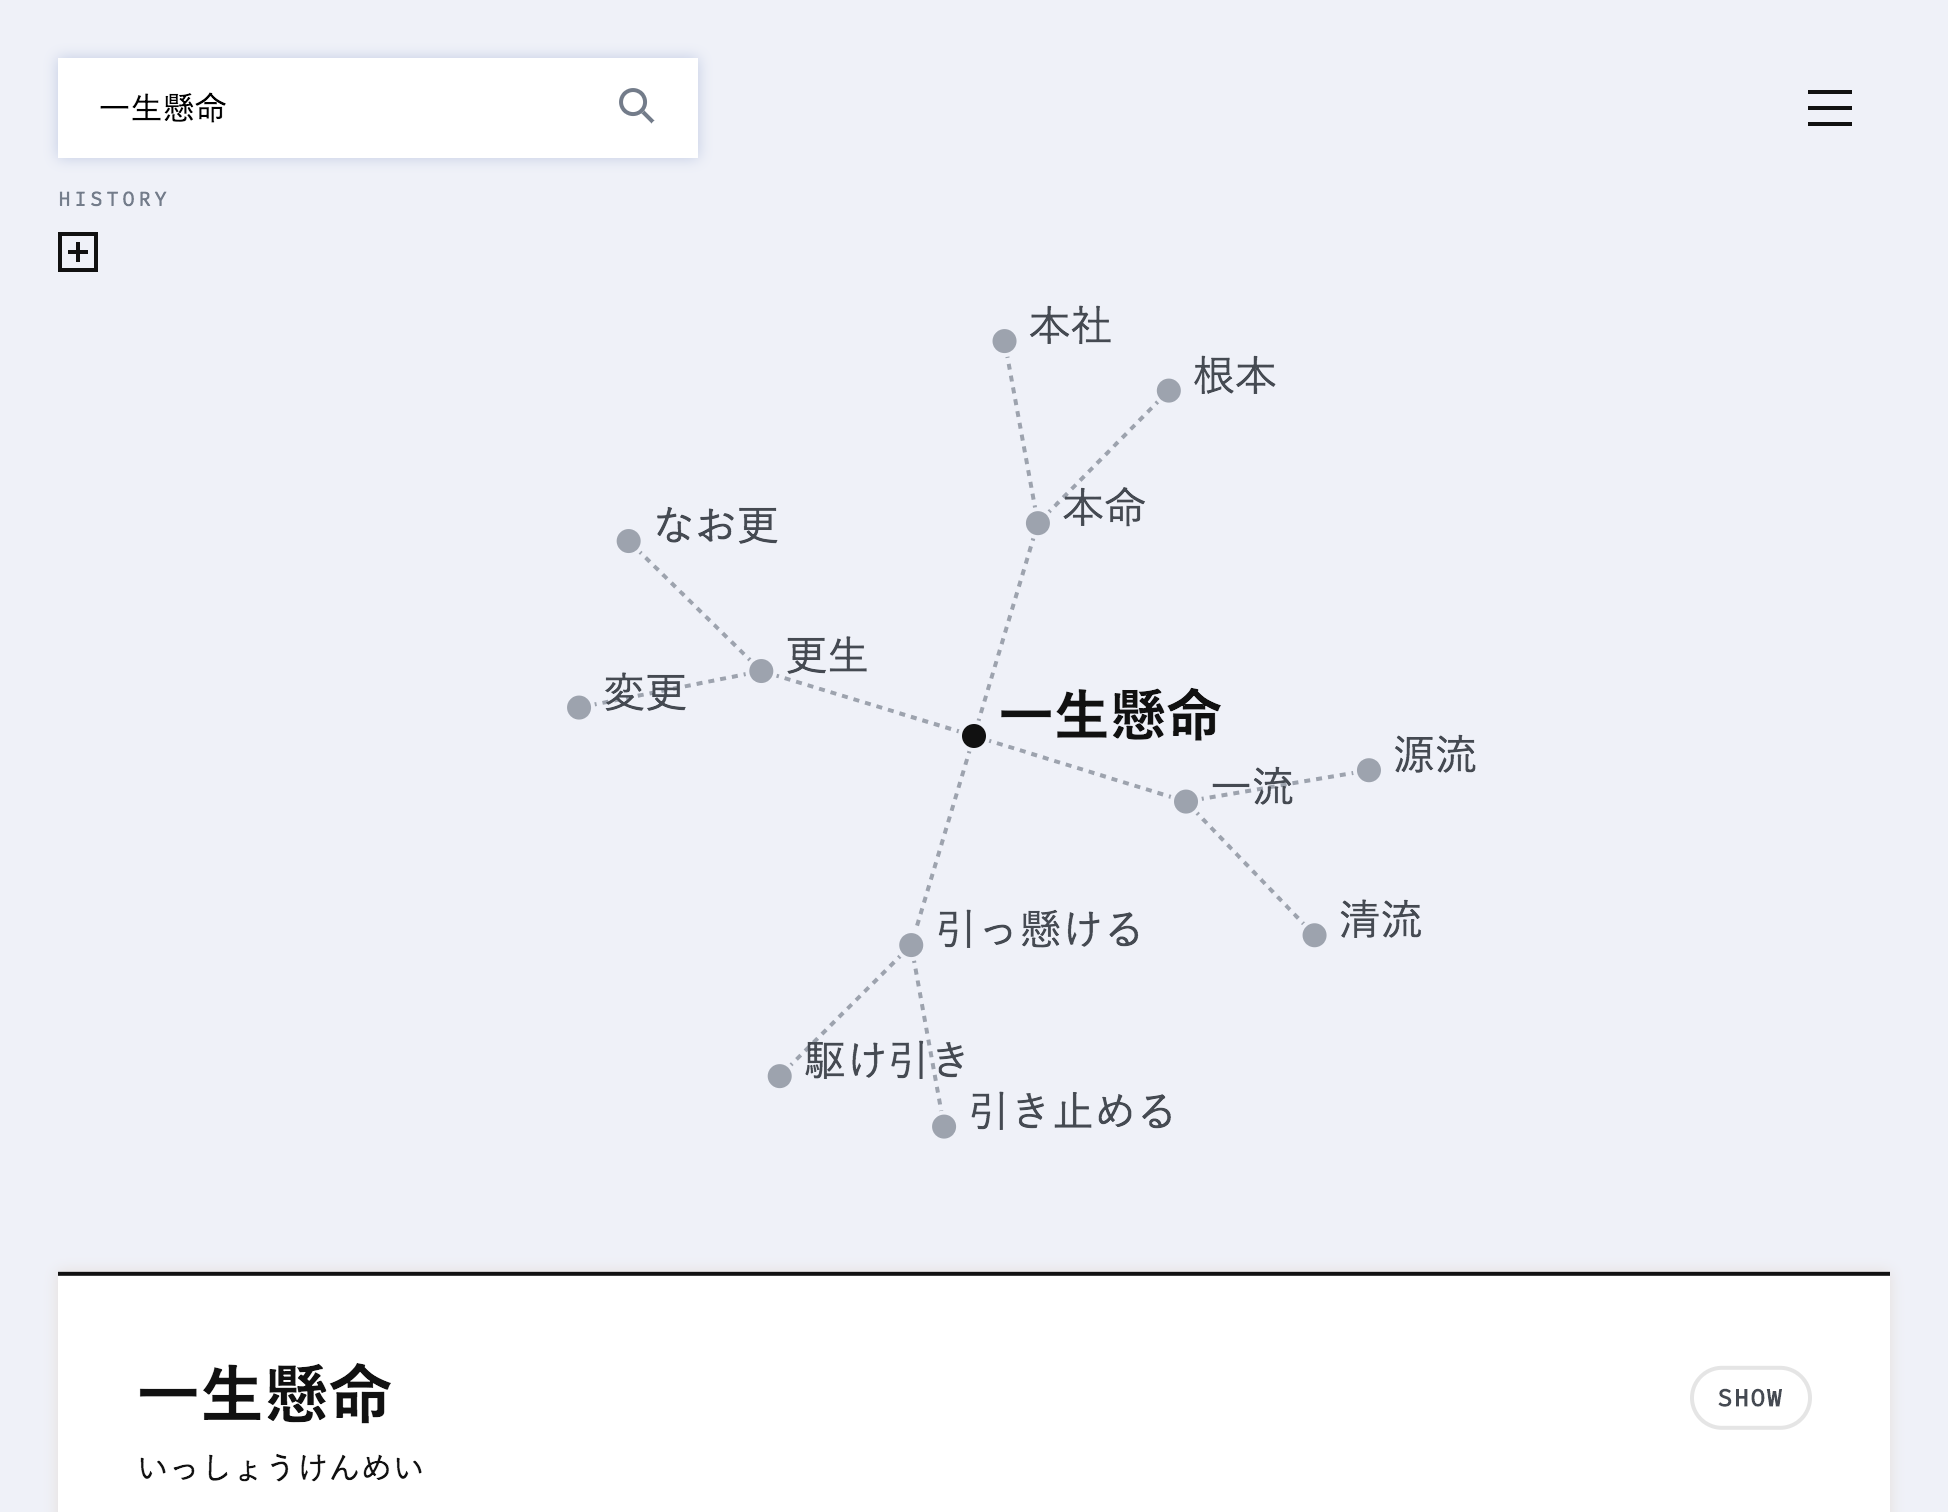 一生懸命
HISTORY
本社
根本
本命
なお更
更生
変更
一生懸命
源流
一流
清流
引っ懸ける
駆け引き
引き止める
一生懸命
SHOW
いっしょうけんめい